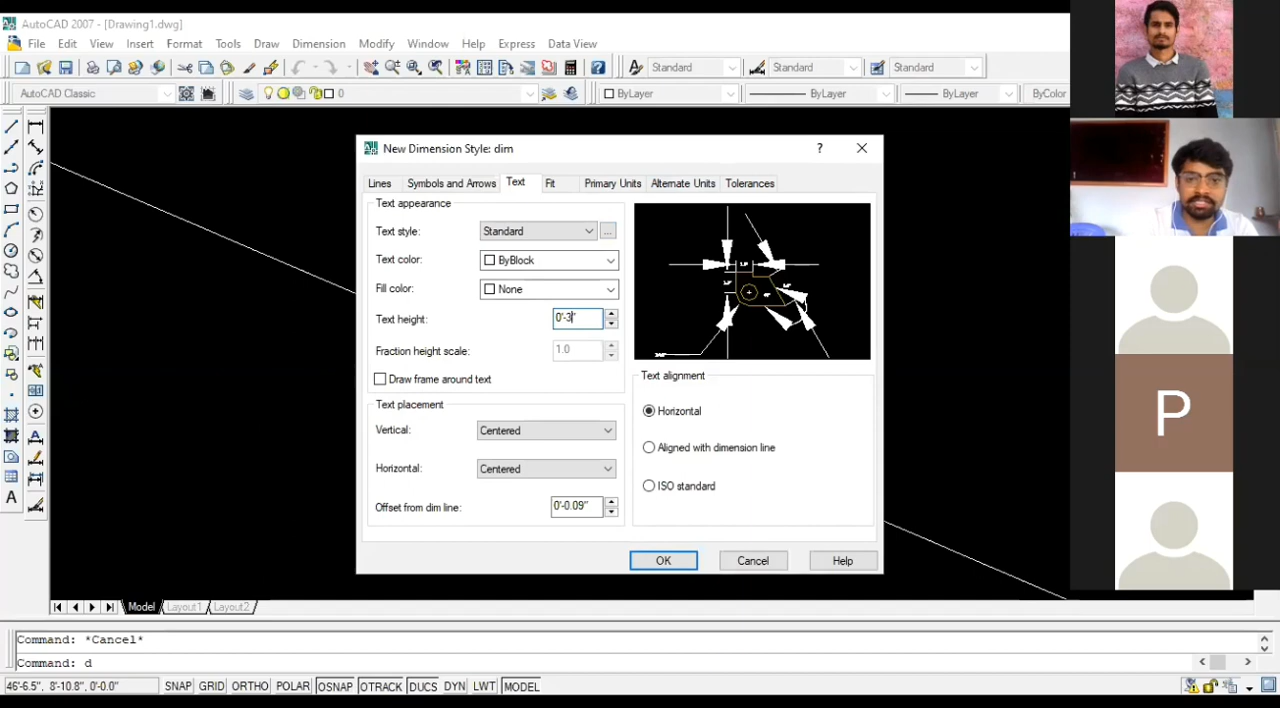 AutoCAD 2007 - [Drawing1.dwg]
File Edit View Insert Format Tools Draw Dimension Modify Window Help Express Data View
Standard Standard Standard
AutoCAD Classic 0 ByLayer ByLayer ByLayer ByColor
New Dimension Style: dim
Lines Symbols and Arrows Text Fit Primary Units Alternate Units Tolerances
Text appearance
Text style: Standard ...
Text color: ByBlock
Fill color: None
Text height: 0'-3"
Fraction height scale: 1.0
Draw frame around text
Text placement
Vertical: Centered
Horizontal: Centered
Offset from dim line: 0'-0.09"
Text alignment
Horizontal
Aligned with dimension line
ISO standard
OK Cancel Help
P
A
Model Layout1 Layout2
Command: *Cancel*
Command: d
46'-6.5", 8'-10.8", 0'-0.0" SNAP GRID ORTHO POLAR OSNAP OTRACK DUCS DYN LWT MODEL